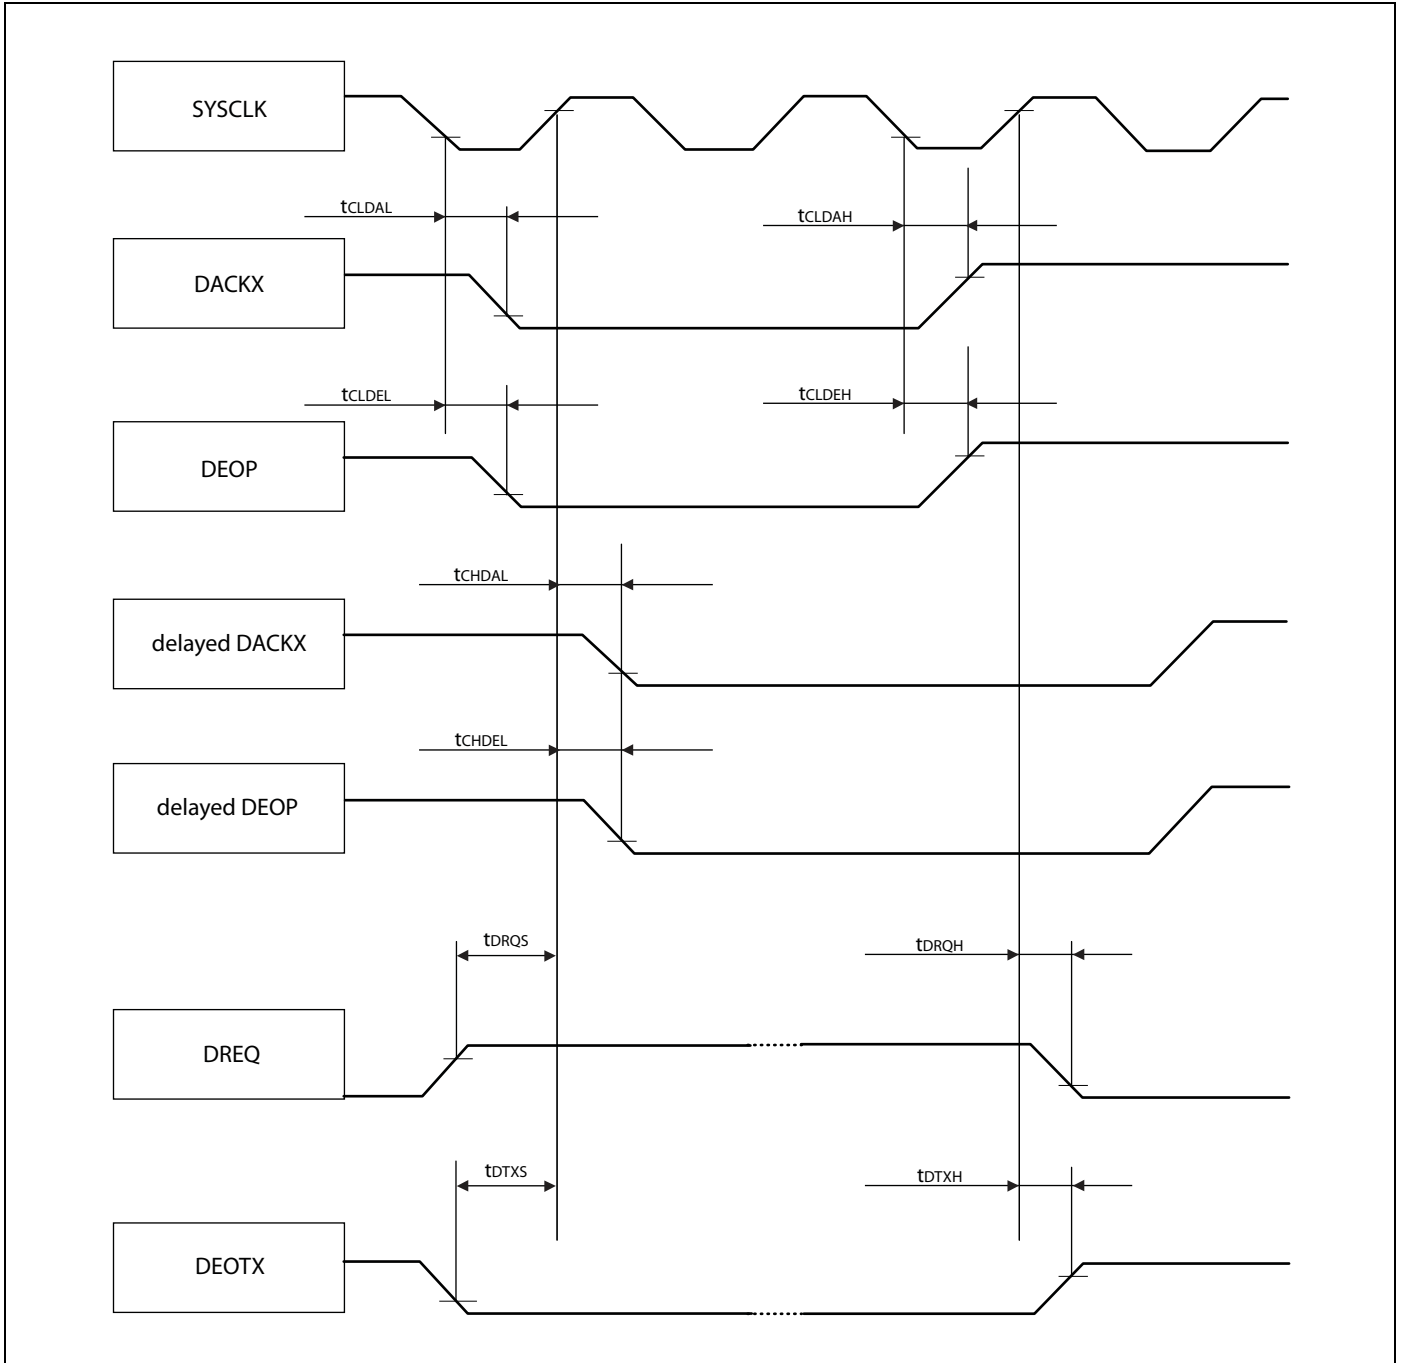 SYSCLK
tCLDAL
tCLDAH
DACKX
tCLDEL
tCLDEH
DEOP
tCHDAL
delayed DACKX
tCHDEL
delayed DEOP
tDRQS
tDRQH
DREQ
tDTXS
tDTXH
DEOTX